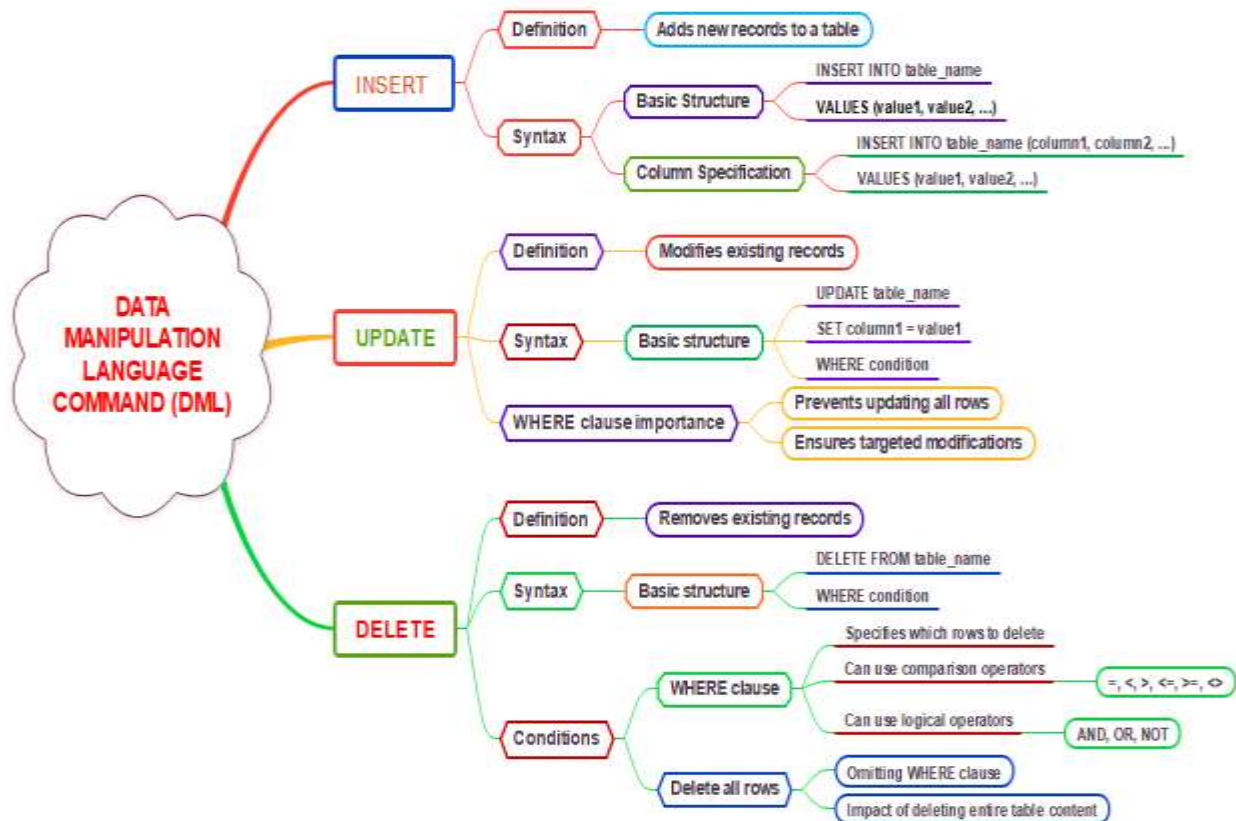 DATA
MANIPULATION
LANGUAGE
COMMAND (DML)
INSERT
Definition
Adds new records to a table
Syntax
Basic Structure
INSERT INTO table_name
VALUES (value1, value2, ...)
Column Specification
INSERT INTO table_name (column1, column2, ...)
VALUES (value1, value2, ...)
UPDATE
Definition
Modifies existing records
Syntax
Basic structure
UPDATE table_name
SET column1 = value1
WHERE condition
WHERE clause importance
Prevents updating all rows
Ensures targeted modifications
DELETE
Definition
Removes existing records
Syntax
Basic structure
DELETE FROM table_name
WHERE condition
Conditions
WHERE clause
Specifies which rows to delete
Can use comparison operators
=, <, >, <=, >=, <>
Can use logical operators
AND, OR, NOT
Delete all rows
Omitting WHERE clause
Impact of deleting entire table content